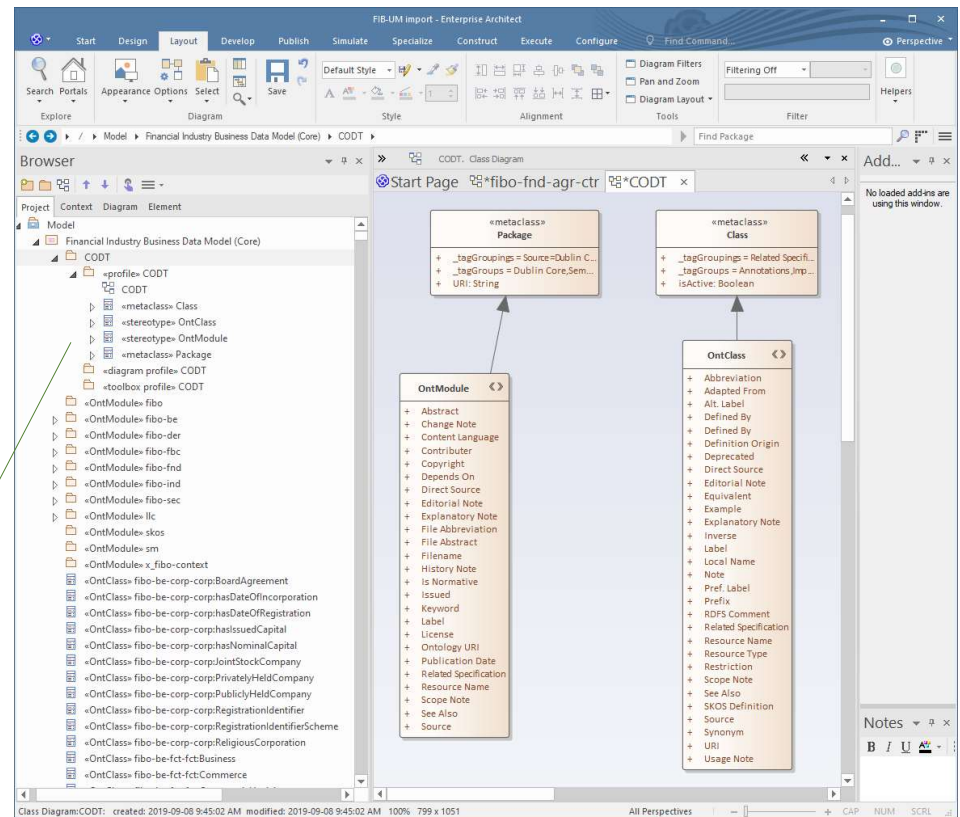 FIB-UM import - Enterprise Architect
Start Design Layout Develop Publish Simulate Specialize Construct Execute Configure Find Command... Perspective
Search Portals Appearance Options Select Save
Default Style
Diagram Filters
Pan and Zoom
Diagram Layout
Filtering Off
Helpers
Explore Diagram Style Alignment Tools Filter
/ Model Financial Industry Business Data Model (Core) CODT Find Package
Browser
Project Context Diagram Element
Model
Financial Industry Business Data Model (Core)
CODT
«profile» CODT
CODT
«metaclass» Class
«stereotype» OntClass
«stereotype» OntModule
«metaclass» Package
«diagram profile» CODT
«toolbox profile» CODT
«OntModule» fibo
«OntModule» fibo-be
«OntModule» fibo-der
«OntModule» fibo-fbc
«OntModule» fibo-fnd
«OntModule» fibo-ind
«OntModule» fibo-sec
«OntModule» llc
«OntModule» skos
«OntModule» sm
«OntModule» x_fibo-context
«OntClass» fibo-be-corp-corp:BoardAgreement
«OntClass» fibo-be-corp-corp:hasDateOfIncorporation
«OntClass» fibo-be-corp-corp:hasDateOfRegistration
«OntClass» fibo-be-corp-corp:hasIssuedCapital
«OntClass» fibo-be-corp-corp:hasNominalCapital
«OntClass» fibo-be-corp-corp:JointStockCompany
«OntClass» fibo-be-corp-corp:PrivatelyHeldCompany
«OntClass» fibo-be-corp-corp:PubliclyHeldCompany
«OntClass» fibo-be-corp-corp:RegistrationIdentifier
«OntClass» fibo-be-corp-corp:RegistrationIdentifierScheme
«OntClass» fibo-be-corp-corp:ReligiousCorporation
«OntClass» fibo-be-fct-fct:Business
«OntClass» fibo-be-fct-fct:Commerce
CODT. Class Diagram
Start Page *fibo-fnd-agr-ctr *CODT ×
«metaclass»
Package
+ _tagGroupings = Source=Dublin C...
+ _tagGroups = Dublin Core,Sem...
+ URI: String
«metaclass»
Class
+ _tagGroupings = Related Specifi...
+ _tagGroups = Annotations,Imp...
+ isActive: Boolean
OntModule
+ Abstract
+ Change Note
+ Content Language
+ Contributer
+ Copyright
+ Depends On
+ Direct Source
+ Editorial Note
+ Explanatory Note
+ File Abbreviation
+ File Abstract
+ Filename
+ History Note
+ Is Normative
+ Issued
+ Keyword
+ Label
+ License
+ Ontology URI
+ Publication Date
+ Related Specification
+ Resource Name
+ Scope Note
+ See Also
+ Source
OntClass
+ Abbreviation
+ Adapted From
+ Alt. Label
+ Defined By
+ Defined By
+ Definition Origin
+ Deprecated
+ Direct Source
+ Editorial Note
+ Equivalent
+ Example
+ Explanatory Note
+ Inverse
+ Label
+ Local Name
+ Note
+ Pref. Label
+ Prefix
+ RDFS Comment
+ Related Specification
+ Resource Name
+ Resource Type
+ Restriction
+ Scope Note
+ See Also
+ SKOS Definition
+ Source
+ Synonym
+ URI
+ Usage Note
Add...
No loaded add-ins are
using this window.
Notes
B I U A
Class Diagram:CODT: created: 2019-09-08 9:45:02 AM modified: 2019-09-08 9:45:02 AM 100% 799 x 1051 All Perspectives CAP NUM SCRL